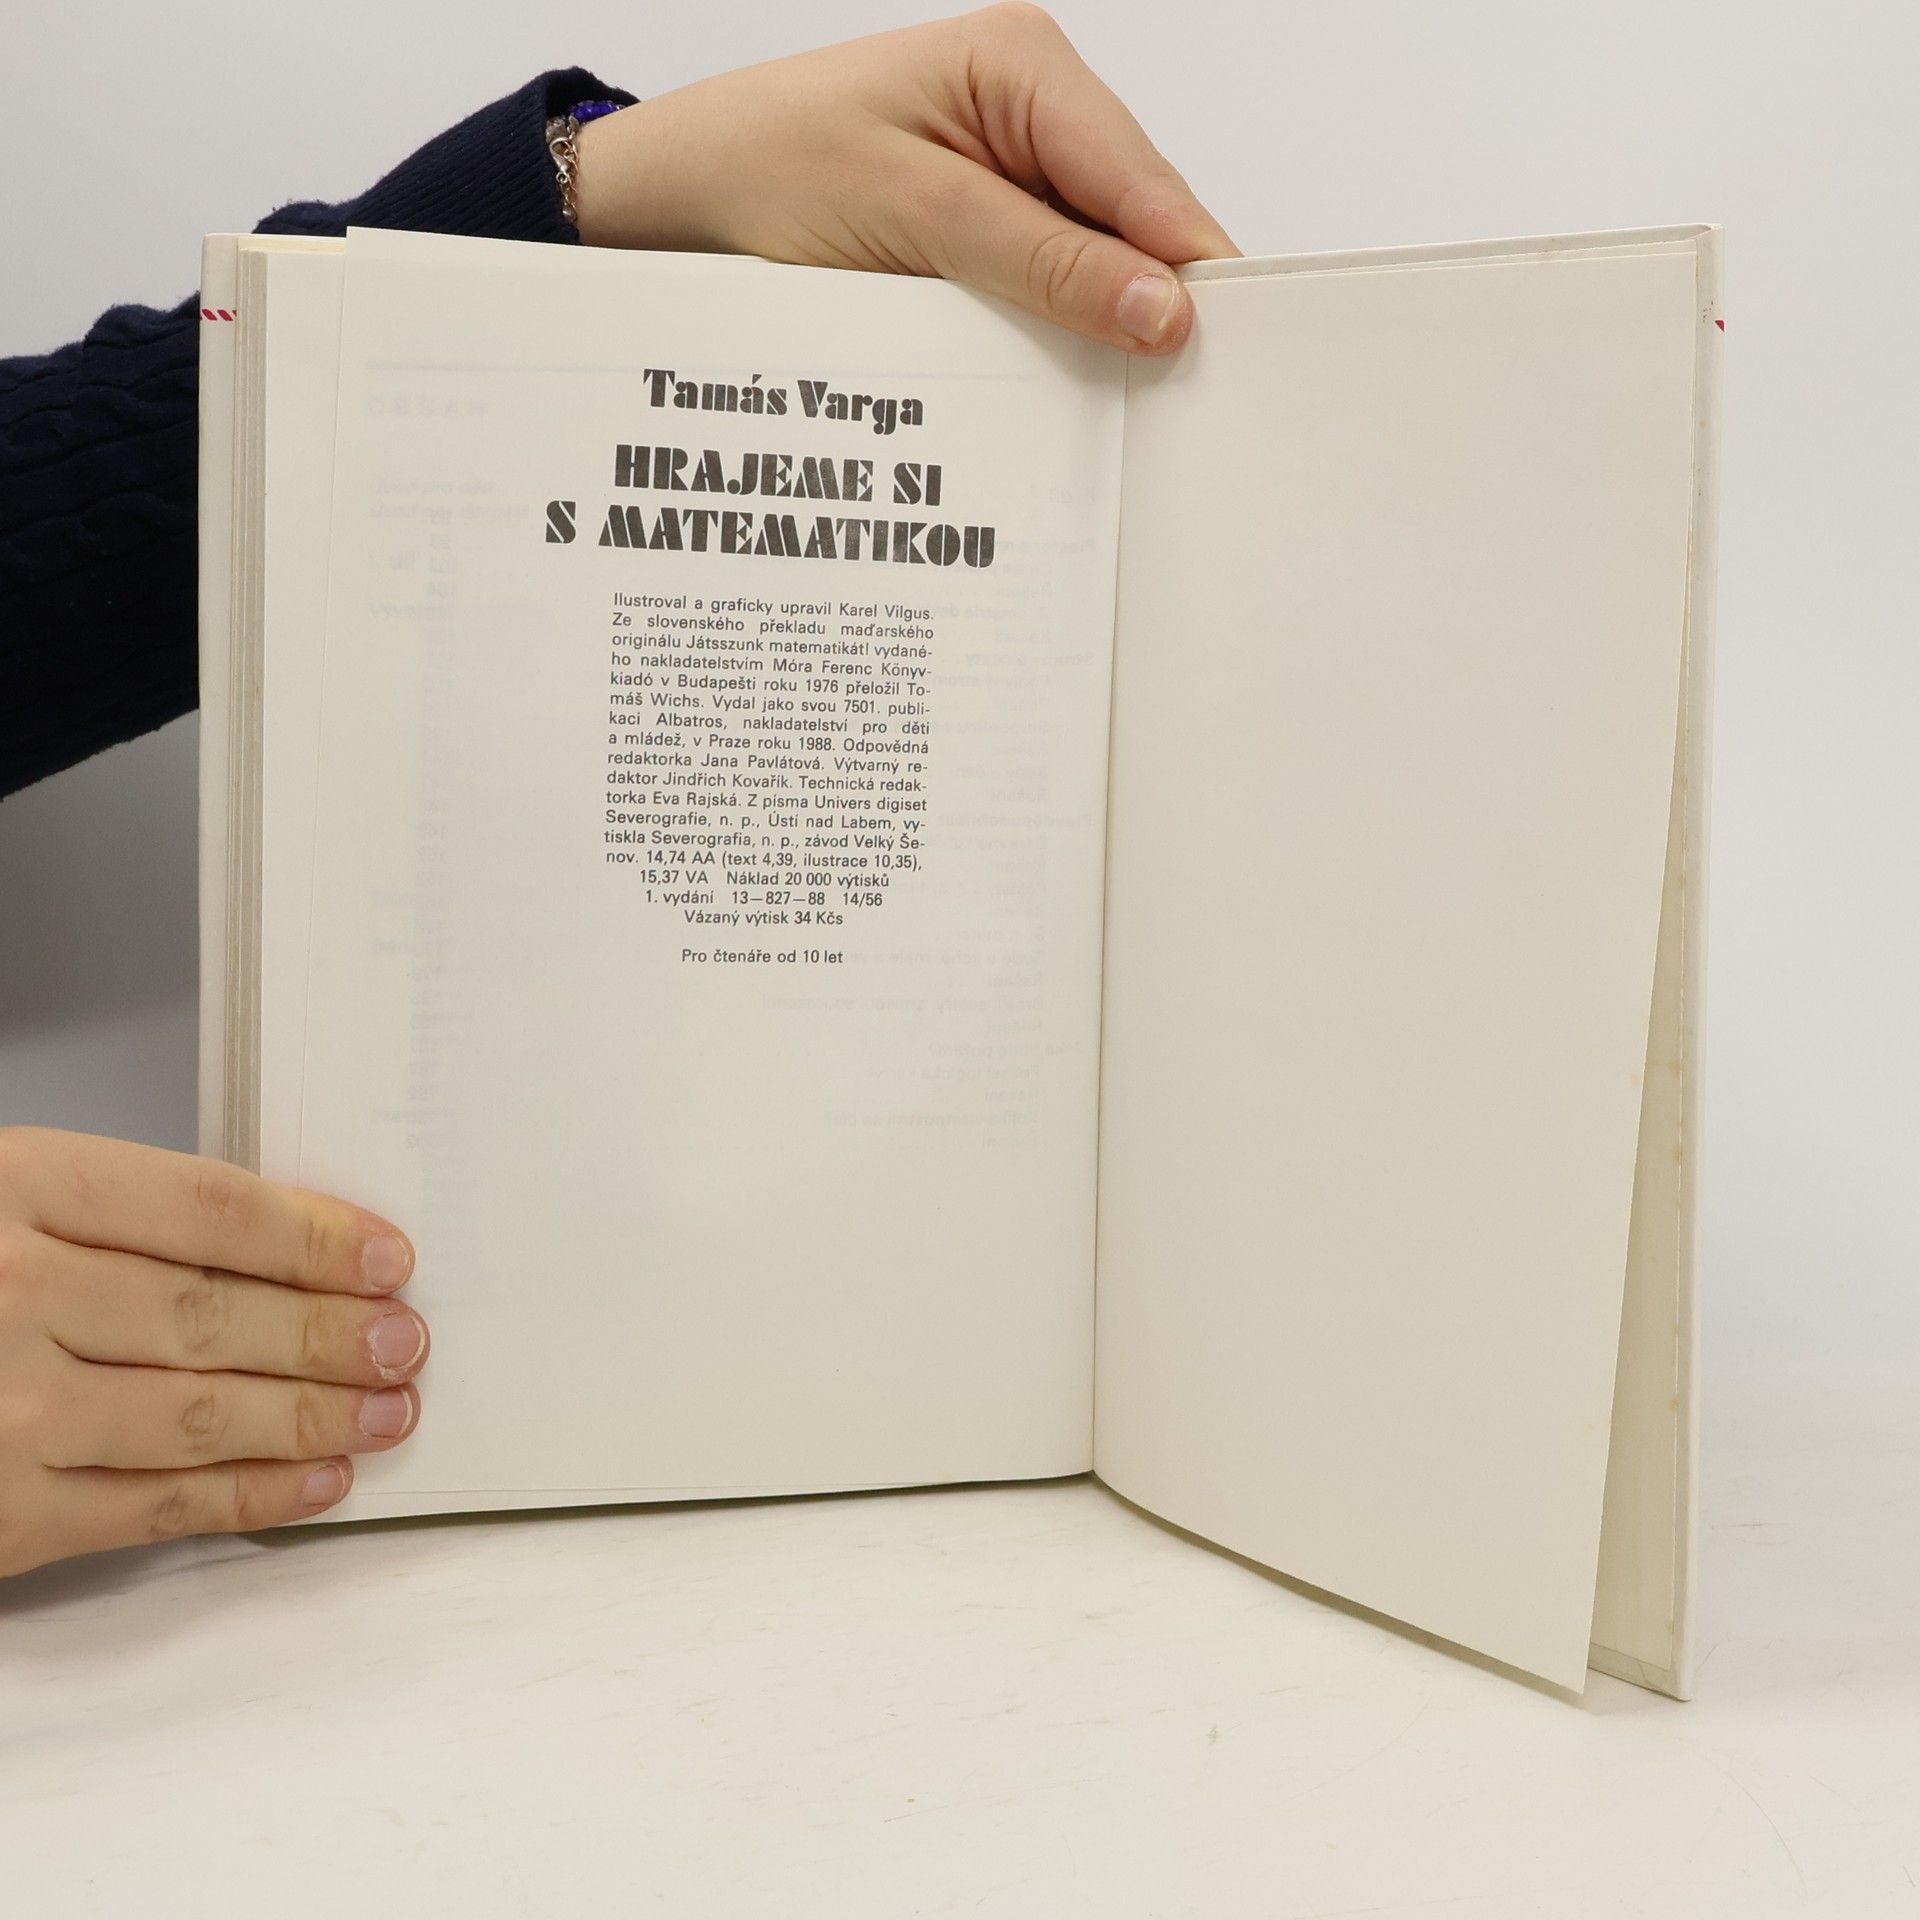 Tamás Varga
HRAJEME SI
S MATEMATIKOU
Ilustroval a graficky upravil Karel Vilgus.
Ze slovenského překladu maďarského
originálu Játsszunk matematikát! vydané-
ho nakladatelstvím Móra Ferenc Könyv-
kiadó v Budapešti roku 1976 přeložil To-
máš Wichs. Vydal jako svou 7501. publi-
kaci Albatros, nakladatelství pro děti
a mládež, v Praze roku 1988. Odpovědná
redaktorka Jana Pavlátová. Výtvarný re-
daktor Jindřich Kovařík. Technická redak-
torka Eva Rajská. Z písma Univers digiset
Severografie, n. p., Ústí nad Labem, vy-
tiskla Severografia, n. p., závod Velký Še-
nov. 14,74 AA (text 4,39, ilustrace 10,35),
15,37 VA Náklad 20 000 výtisků
1. vydání 13—827—88 14/56
Vázaný výtisk 34 Kčs
Pro čtenáře od 10 let